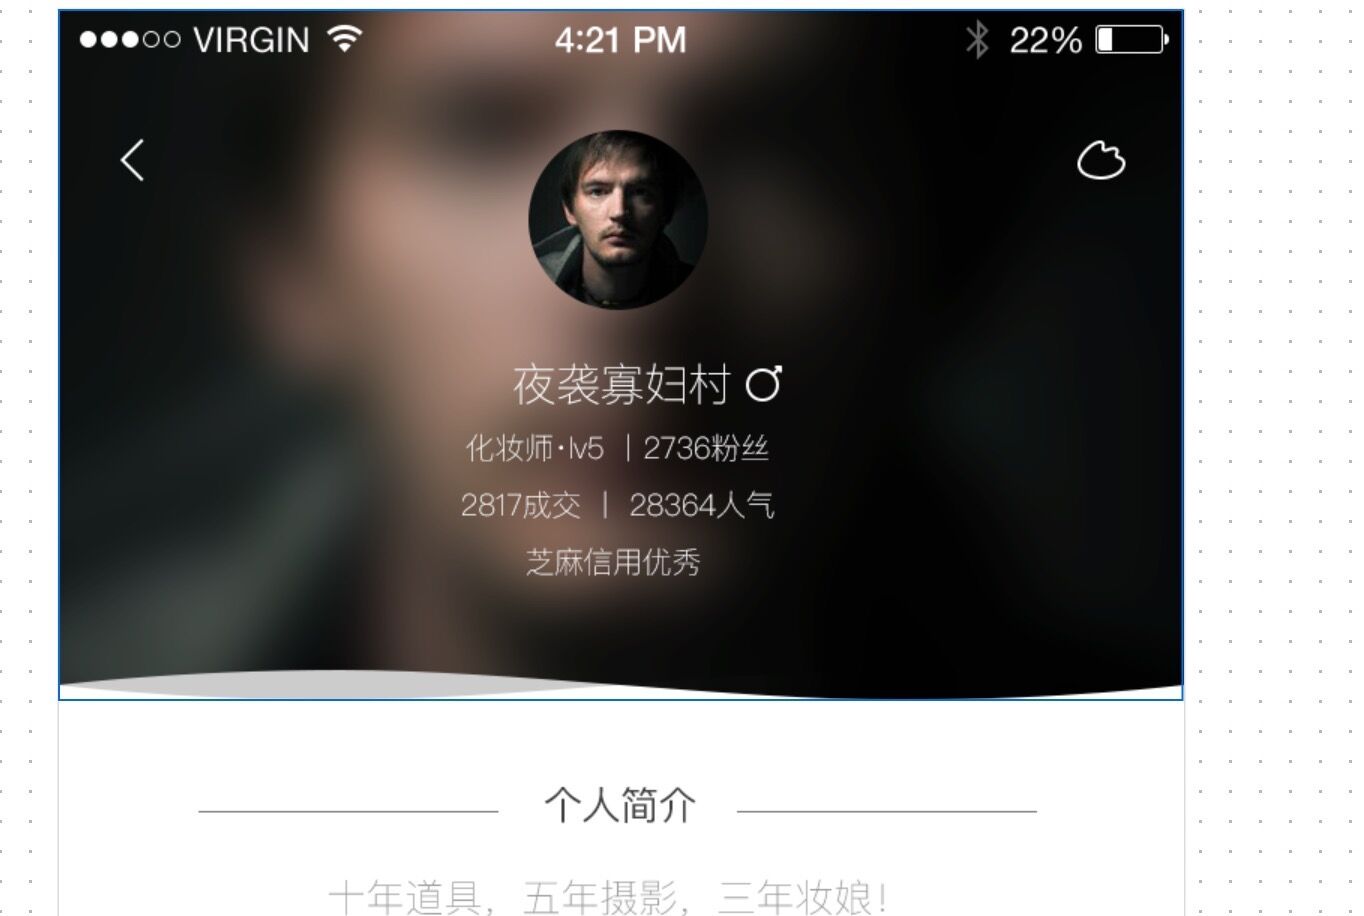 VIRGIN 4:21 PM 22%
夜袭寡妇村
化妆师·lv5 | 2736粉丝
2817成交 | 28364人气
芝麻信用优秀
个人简介
十年道具，五年摄影，三年妆娘！